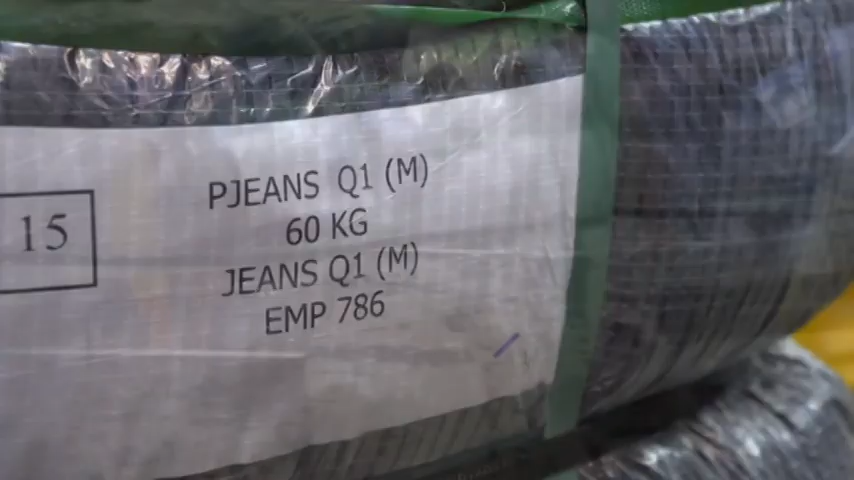 15
PJEANS Q1 (M)
60 KG
JEANS Q1 (M)
EMP 786